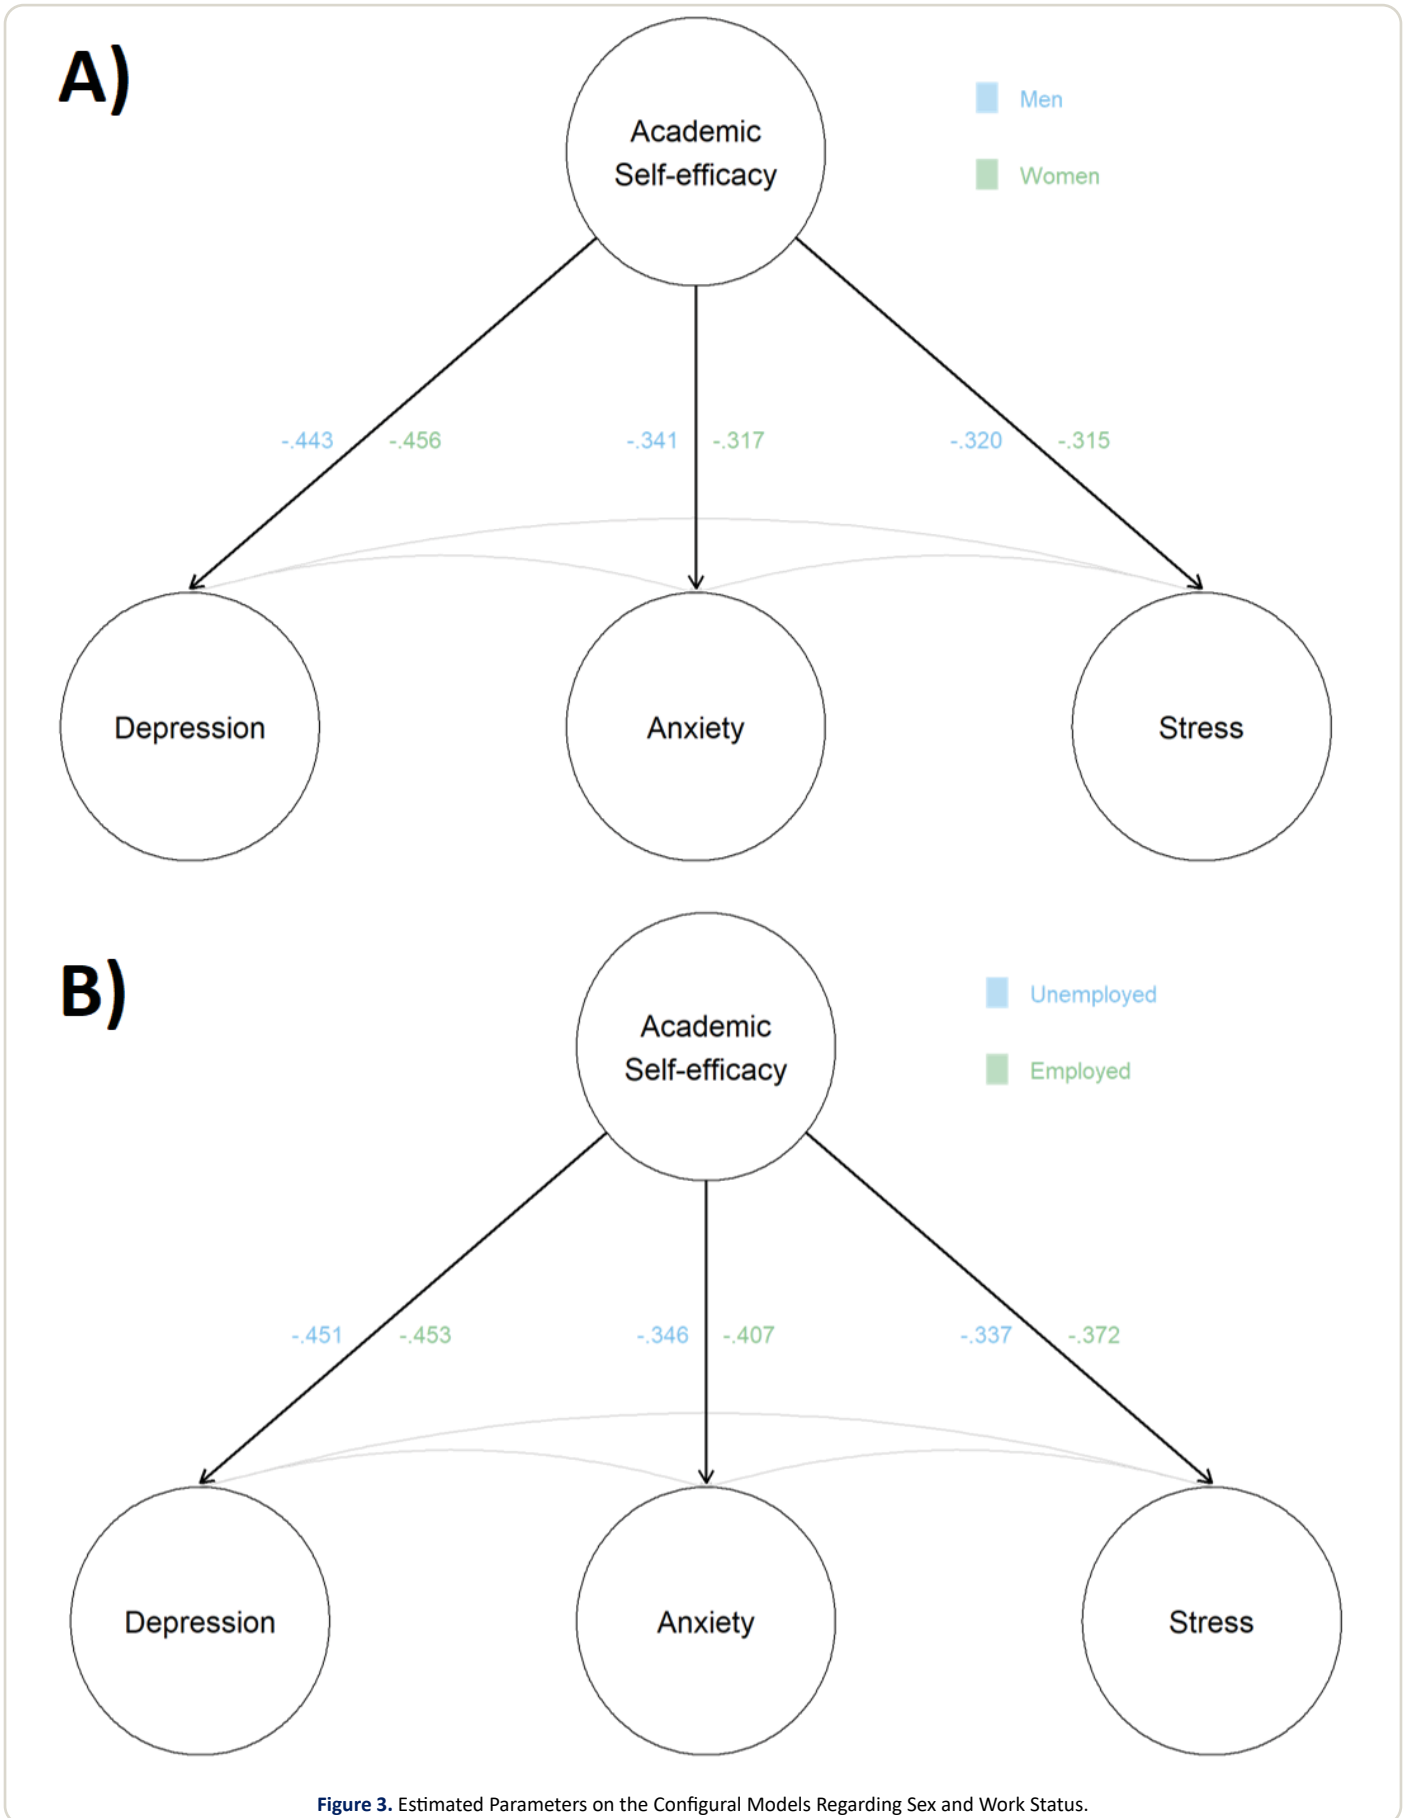 A)
Academic
Self-efficacy
Men
Women
-.443 -.456 -.341 -.317 -.320 -.315
Depression Anxiety Stress
B)
Academic
Self-efficacy
Unemployed
Employed
-.451 -.453 -.346 -.407 -.337 -.372
Depression Anxiety Stress
Figure 3. Estimated Parameters on the Configural Models Regarding Sex and Work Status.